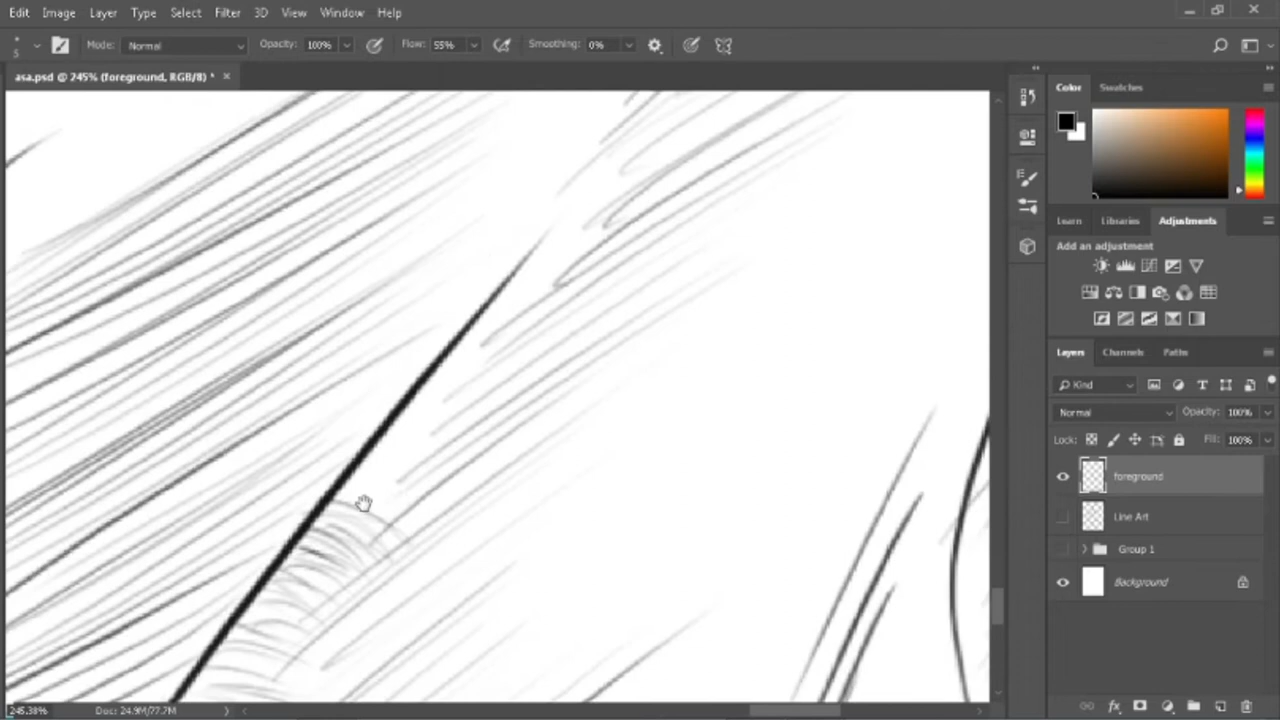 Edit Image Layer Type Select Filter 3D View Window Help
5 Mode: Normal Opacity: 100% Flow: 55% Smoothing: 0%
asa.psd @ 245% (foreground, RGB/8) * ×
Color Swatches
Learn Libraries Adjustments
Add an adjustment
Layers Channels Paths
Kind
Normal Opacity: 100%
Lock: Fill: 100%
foreground
Line Art
Group 1
Background
245.38% Doc: 24.9M/77.7M